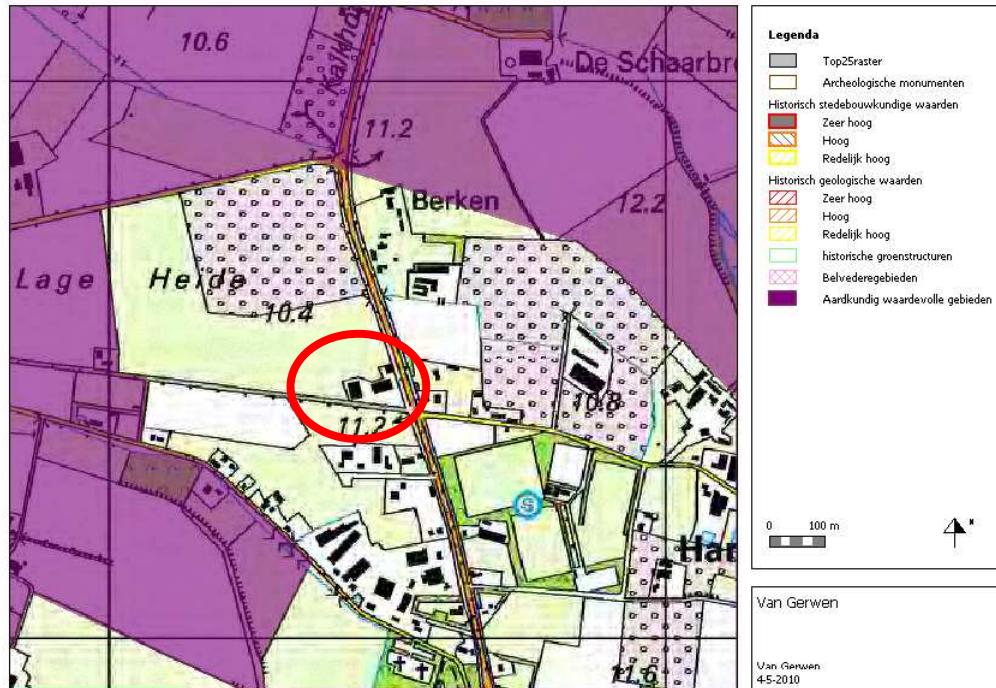 10.6
Kalkho
De Schaarbr
11.2
Berken
12.2
Lage Heide
10.4
10.8
11.2
S
Har
11.6
Legenda
Top25raster
Archeologische monumenten
Historisch stedebouwkundige waarden
Zeer hoog
Hoog
Redelijk hoog
Historisch geologische waarden
Zeer hoog
Hoog
Redelijk hoog
historische groenstructuren
Belvederegebieden
Aardkundig waardevolle gebieden
0 100 m
Van Gerwen
Van Gerwen
4-5-2010